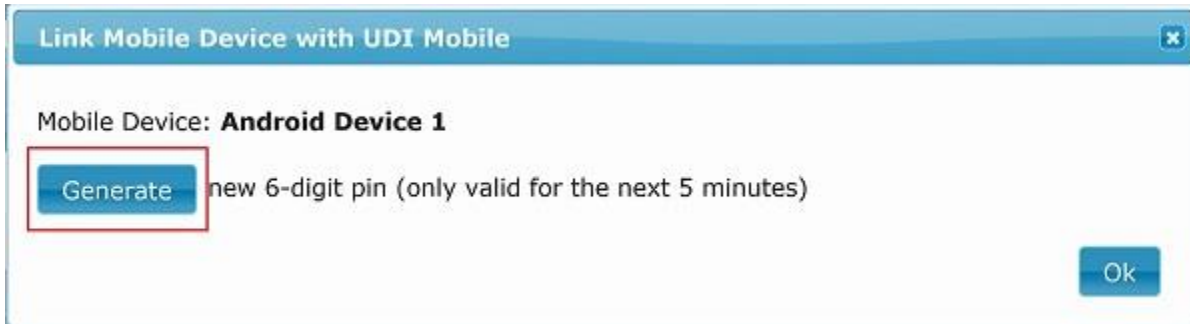 Link Mobile Device with UDI Mobile
Mobile Device: Android Device 1
Generate new 6-digit pin (only valid for the next 5 minutes)
Ok